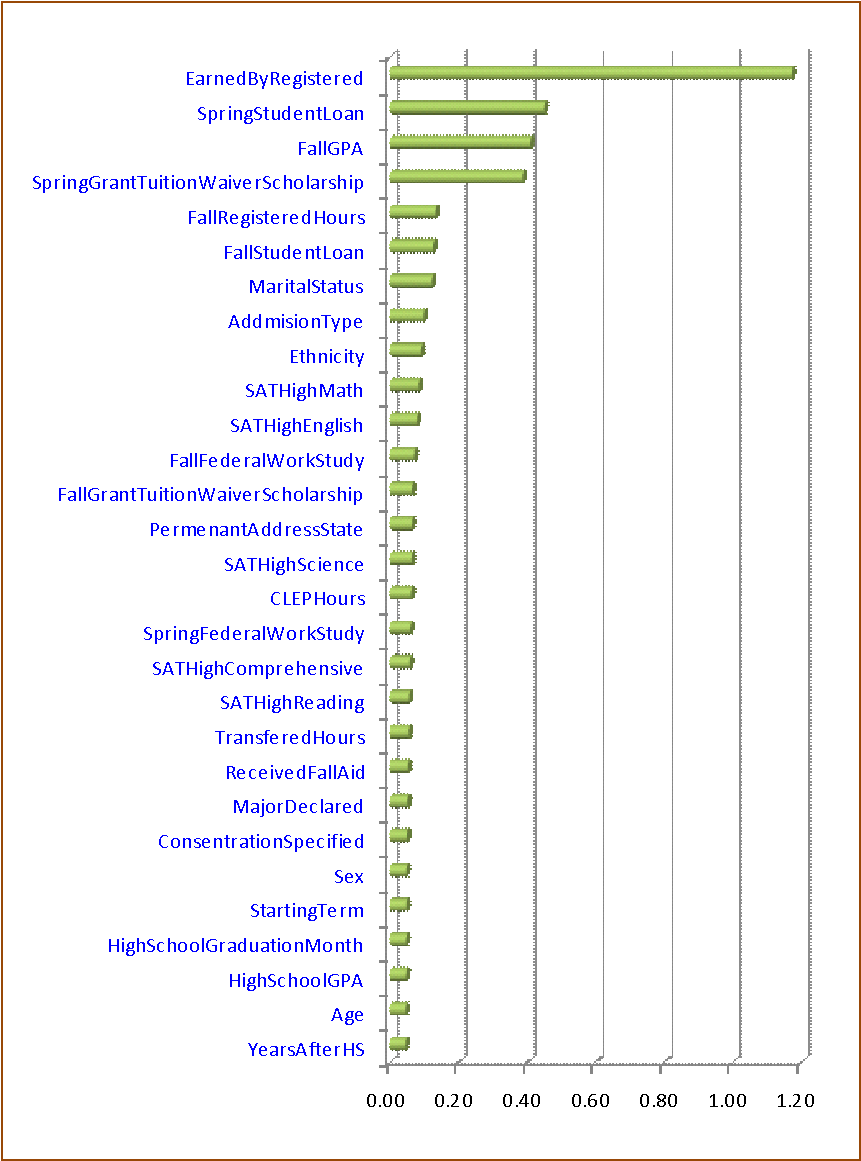 EarnedByRegistered
SpringStudentLoan
FallGPA
SpringGrantTuitionWaiverScholarship
FallRegisteredHours
FallStudentLoan
MaritalStatus
AddmisionType
Ethnicity
SATHighMath
SATHighEnglish
FallFederalWorkStudy
FallGrantTuitionWaiverScholarship
PermenantAddressState
SATHighScience
CLEPHours
SpringFederalWorkStudy
SATHighComprehensive
SATHighReading
TransferedHours
ReceivedFallAid
MajorDeclared
ConsentrationSpecified
Sex
StartingTerm
HighSchoolGraduationMonth
HighSchoolGPA
Age
YearsAfterHS
0.00 0.20 0.40 0.60 0.80 1.00 1.20